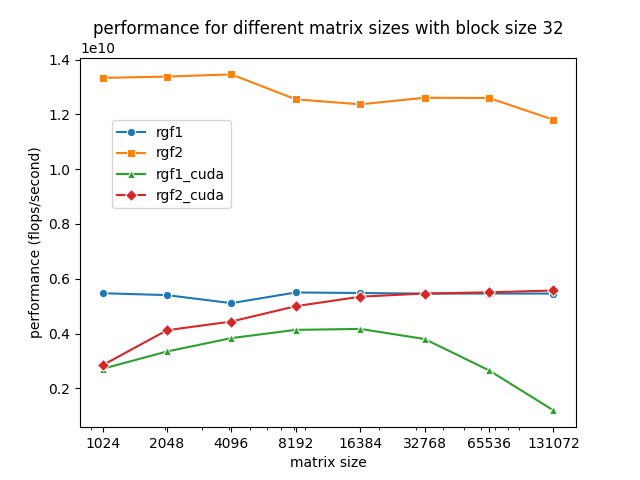 performance for different matrix sizes with block size 32
1e10
1.4
1.2
1.0
0.8
0.6
0.4
0.2
performance (flops/second)
rgf1
rgf2
rgf1_cuda
rgf2_cuda
1024 2048 4096 8192 16384 32768 65536 131072
matrix size